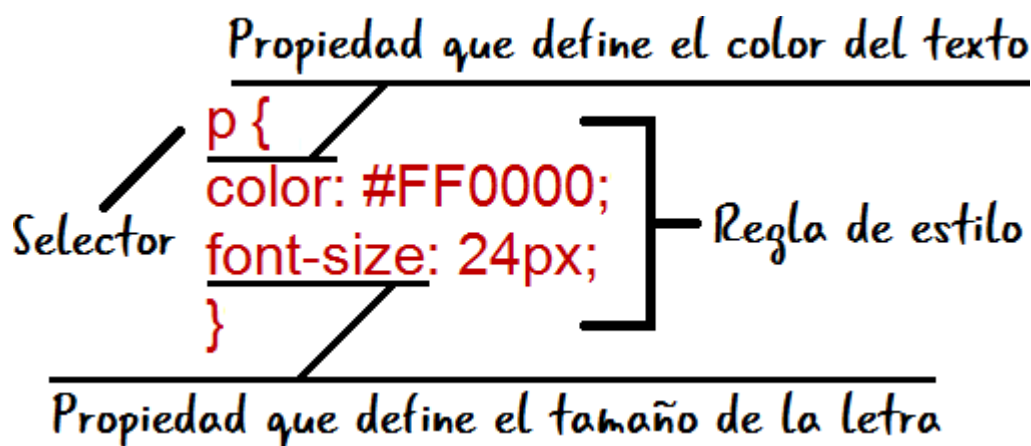 Propiedad que define el color del texto
p {
color: #FF0000;
Selector
Regla de estilo
font-size: 24px;
}
Propiedad que define el tamaño de la letra